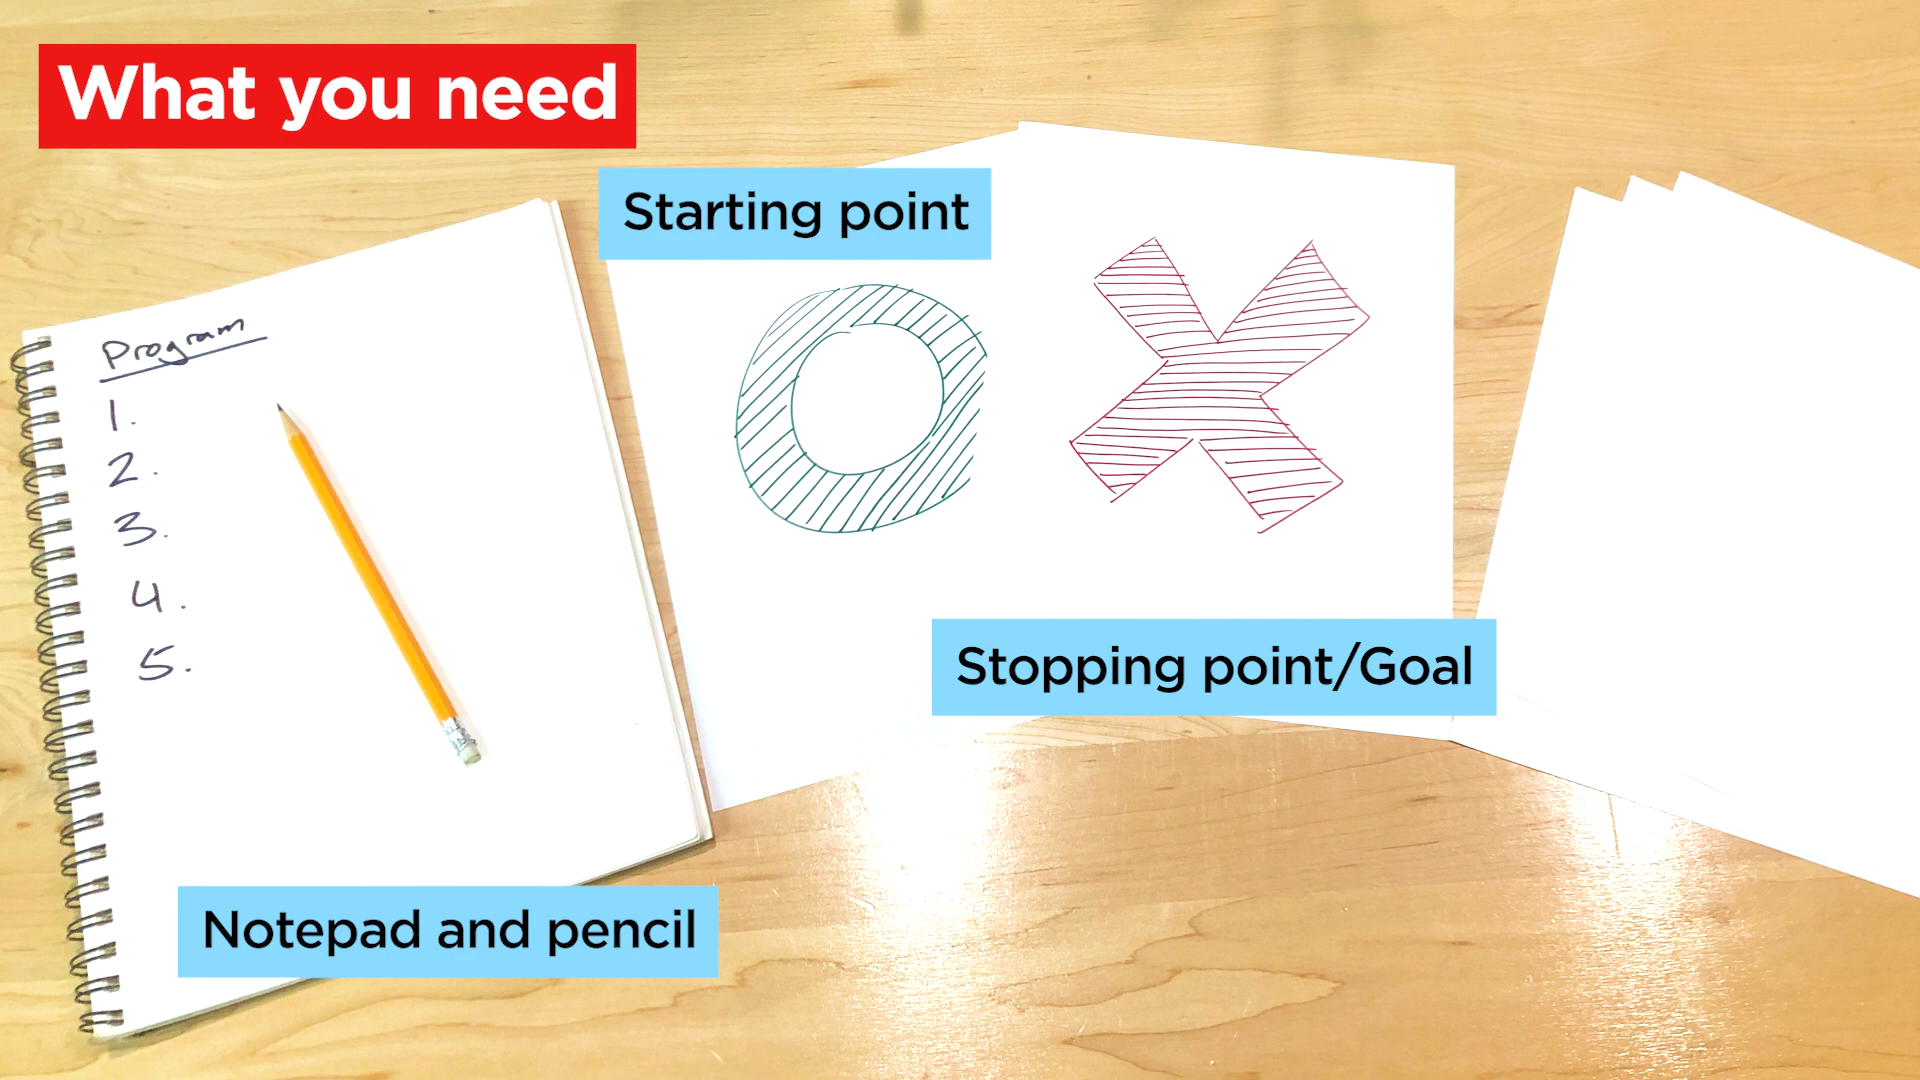 What you need
Starting point
Program
1.
2.
3.
4.
5.
O
X
Stopping point/Goal
Notepad and pencil